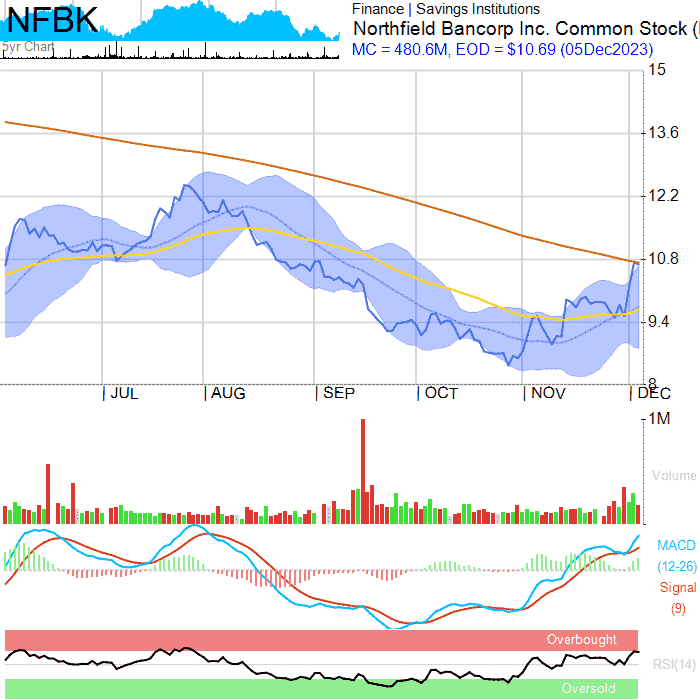 NFBK
5yr Chart
Finance | Savings Institutions
Northfield Bancorp Inc. Common Stock (
MC = 480.6M, EOD = $10.69 (05Dec2023)
15
13.6
12.2
10.8
9.4
8
| JUL | AUG | SEP | OCT | NOV | DEC
1M
Volume
MACD
(12-26)
Signal
(9)
Overbought
RSI(14)
Oversold